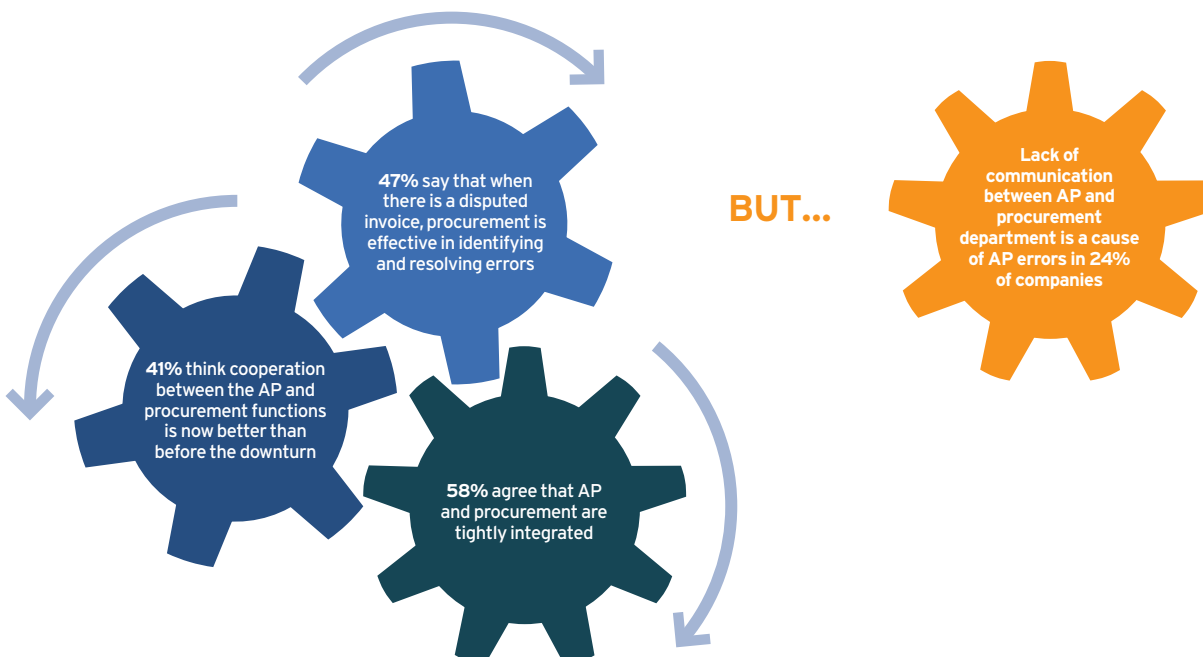 47% say that when
there is a disputed
invoice, procurement is
effective in identifying
and resolving errors
41% think cooperation
between the AP and
procurement functions
is now better than
before the downturn
58% agree that AP
and procurement are
tightly integrated
BUT...
Lack of
communication
between AP and
procurement
department is a cause
of AP errors in 24%
of companies